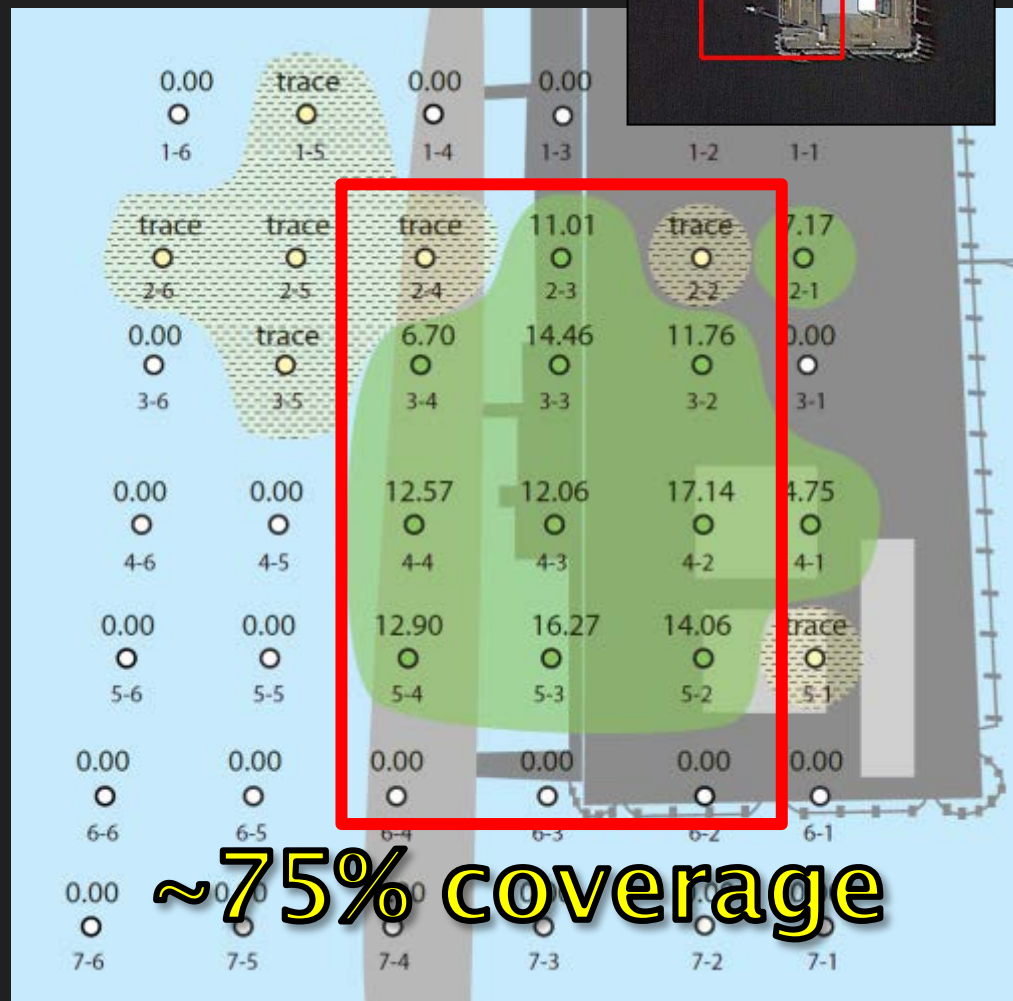 0.00 trace 0.00 0.00
1-6 1-5 1-4 1-3 1-2 1-1
trace trace trace 11.01 trace 7.17
2-6 2-5 2-4 2-3 2-2 2-1
0.00 trace 6.70 14.46 11.76 0.00
3-6 3-5 3-4 3-3 3-2 3-1
0.00 0.00 12.57 12.06 17.14 4.75
4-6 4-5 4-4 4-3 4-2 4-1
0.00 0.00 12.90 16.27 14.06 trace
5-6 5-5 5-4 5-3 5-2 5-1
0.00 0.00 0.00 0.00 0.00 0.00
6-6 6-5 6-4 6-3 6-2 6-1
~75% coverage
0.00
7-6 7-5 7-4 7-3 7-2 7-1